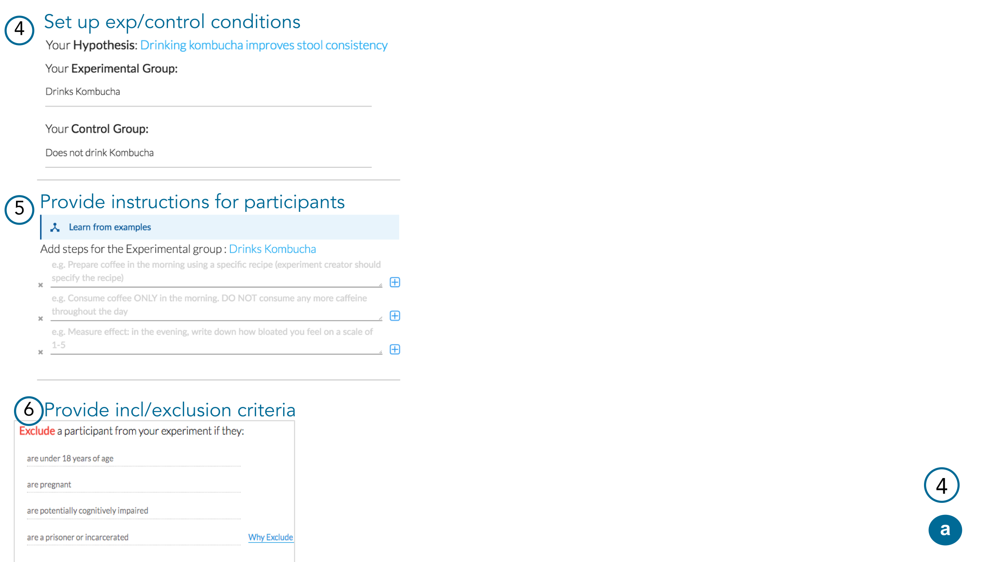 4
Set up exp/control conditions
Your Hypothesis: Drinking kombucha improves stool consistency
Your Experimental Group:
Drinks Kombucha
Your Control Group:
Does not drink Kombucha
5
Provide instructions for participants
Learn from examples
Add steps for the Experimental group : Drinks Kombucha
e.g. Prepare coffee in the morning using a specific recipe (experiment creator should
specify the recipe)
e.g. Consume coffee ONLY in the morning. DO NOT consume any more caffeine
throughout the day
e.g. Measure effect: in the evening, write down how bloated you feel on a scale of
1-5
6
Provide incl/exclusion criteria
Exclude a participant from your experiment if they:
are under 18 years of age
are pregnant
are potentially cognitively impaired
are a prisoner or incarcerated
Why Exclude
4
a